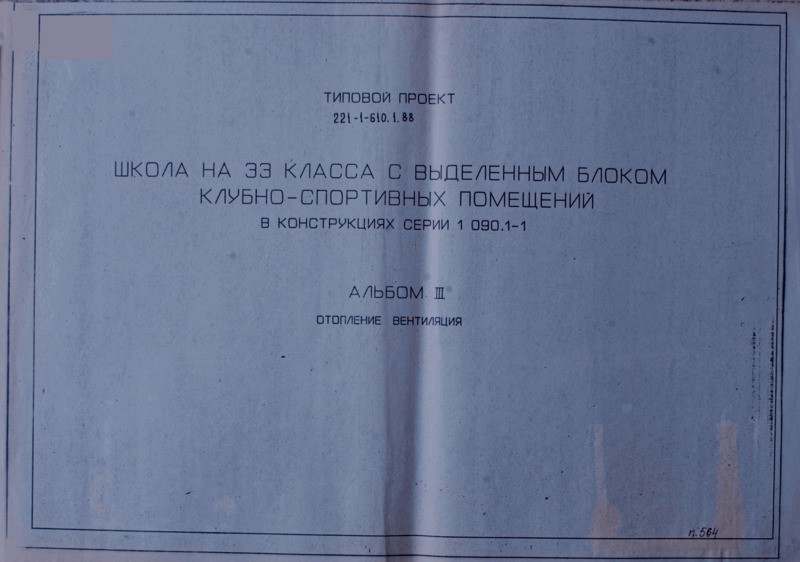 ТИПОВОЙ ПРОЕКТ
221-1-610.1.88
ШКОЛА НА 33 КЛАССА С ВЫДЕЛЕННЫМ БЛОКОМ
КЛУБНО-СПОРТИВНЫХ ПОМЕЩЕНИЙ
В КОНСТРУКЦИЯХ СЕРИИ 1 090.1-1
АЛЬБОМ III
ОТОПЛЕНИЕ ВЕНТИЛЯЦИЯ
п.564